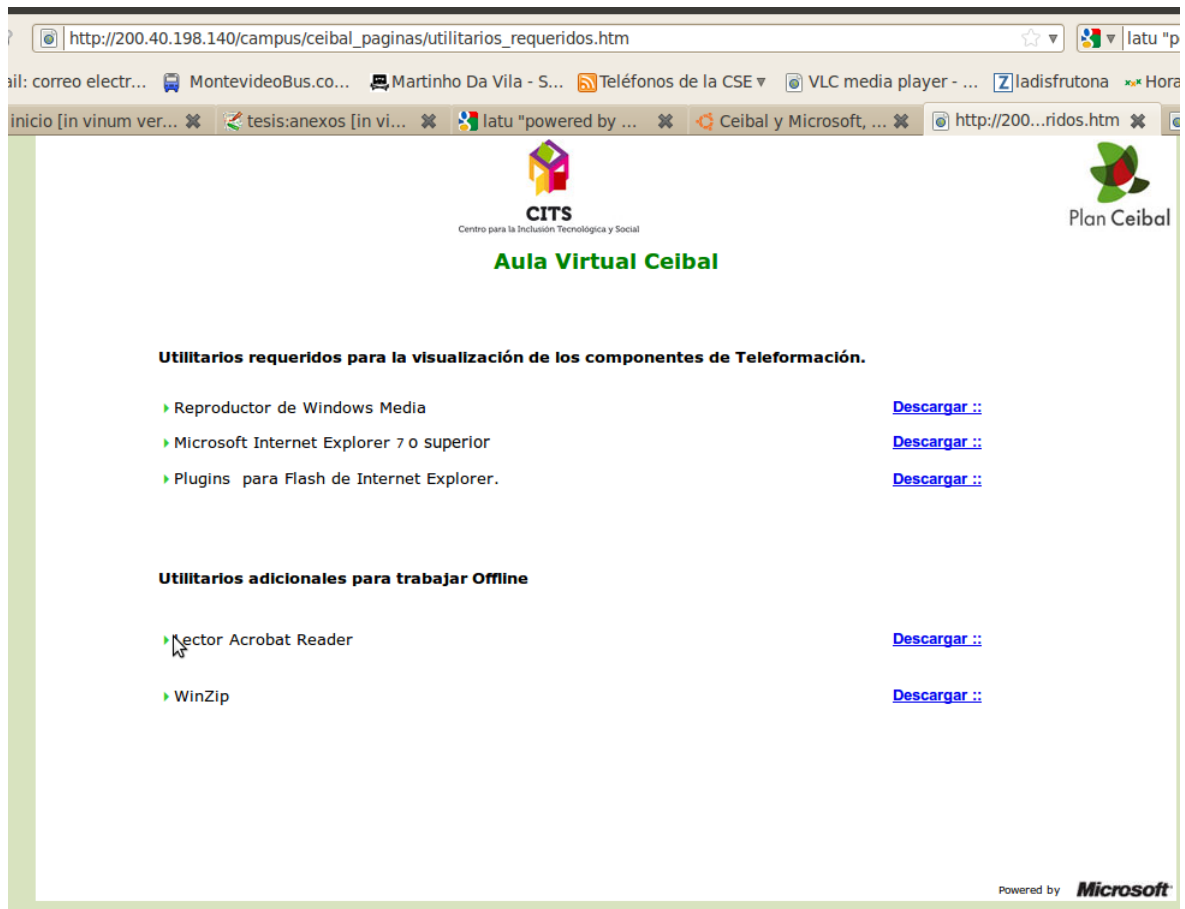 http://200.40.198.140/campus/ceibal_paginas/utilitarios_requeridos.htm latu "p
ail: correo electr... MontevideoBus.co... Martinho Da Vila - S... Teléfonos de la CSE VLC media player - ... ladisfrutona Hora
inicio [in vinum ver... tesis:anexos [in vi... latu "powered by ... Ceibal y Microsoft, ... http://200...ridos.htm
CITS
Centro para la Inclusión Tecnológica y Social
Plan Ceibal
Aula Virtual Ceibal
Utilitarios requeridos para la visualización de los componentes de Teleformación.
Reproductor de Windows Media Descargar ::
Microsoft Internet Explorer 7 o superior Descargar ::
Plugins para Flash de Internet Explorer. Descargar ::
Utilitarios adicionales para trabajar Offline
Lector Acrobat Reader Descargar ::
WinZip Descargar ::
Powered by Microsoft